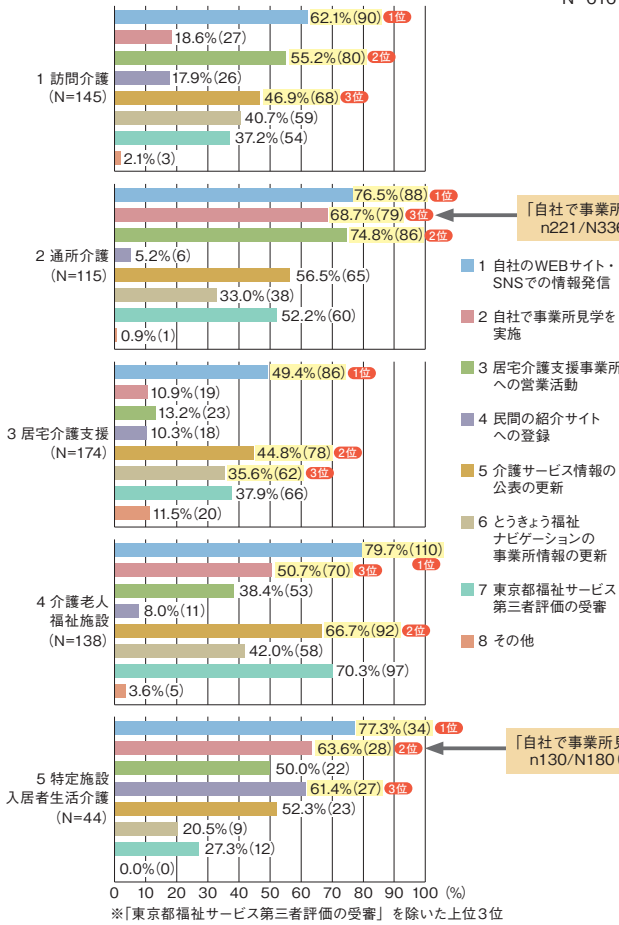 N=616
1 訪問介護
(N=145)
62.1%(90) 1位
18.6%(27)
55.2%(80) 2位
17.9%(26)
46.9%(68) 3位
40.7%(59)
37.2%(54)
2.1%(3)
2 通所介護
(N=115)
76.5%(88) 1位
68.7%(79) 3位
74.8%(86) 2位
5.2%(6)
56.5%(65)
33.0%(38)
52.2%(60)
0.9%(1)
「自社で事業所
n221/N336
3 居宅介護支援
(N=174)
49.4%(86) 1位
10.9%(19)
13.2%(23)
10.3%(18)
44.8%(78) 2位
35.6%(62) 3位
37.9%(66)
11.5%(20)
4 介護老人
福祉施設
(N=138)
79.7%(110)
1位
50.7%(70) 3位
38.4%(53)
8.0%(11)
66.7%(92) 2位
42.0%(58)
70.3%(97)
3.6%(5)
5 特定施設
入居者生活介護
(N=44)
77.3%(34) 1位
63.6%(28) 2位
50.0%(22)
61.4%(27) 3位
52.3%(23)
20.5%(9)
27.3%(12)
0.0%(0)
「自社で事業所見
n130/N180(
0 10 20 30 40 50 60 70 80 90 100 (%)
※「東京都福祉サービス第三者評価の受審」を除いた上位3位
1 自社のWEBサイト・
SNSでの情報発信
2 自社で事業所見学を
実施
3 居宅介護支援事業所
への営業活動
4 民間の紹介サイト
への登録
5 介護サービス情報の
公表の更新
6 とうきょう福祉
ナビゲーションの
事業所情報の更新
7 東京都福祉サービス
第三者評価の受審
8 その他